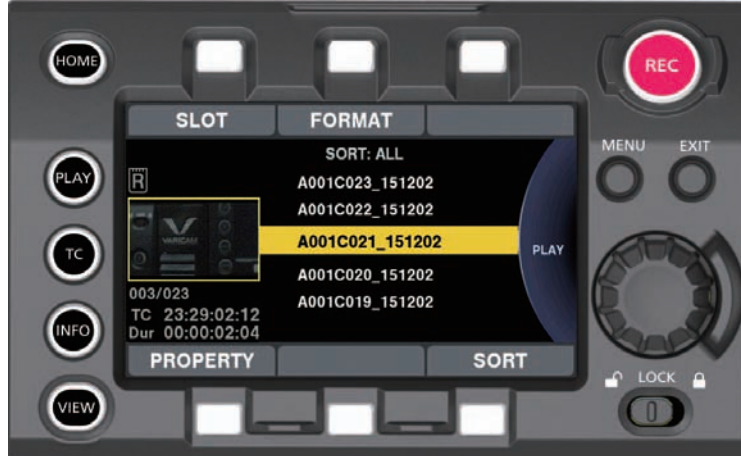 HOME
REC
SLOT FORMAT
MENU EXIT
SORT: ALL
PLAY
R
A001C023_151202
A001C022_151202
VARICAM
A001C021_151202
PLAY
TC
003/023
A001C020_151202
TC 23:29:02:12
A001C019_151202
INFO
Dur 00:00:02:04
PROPERTY SORT
LOCK
VIEW